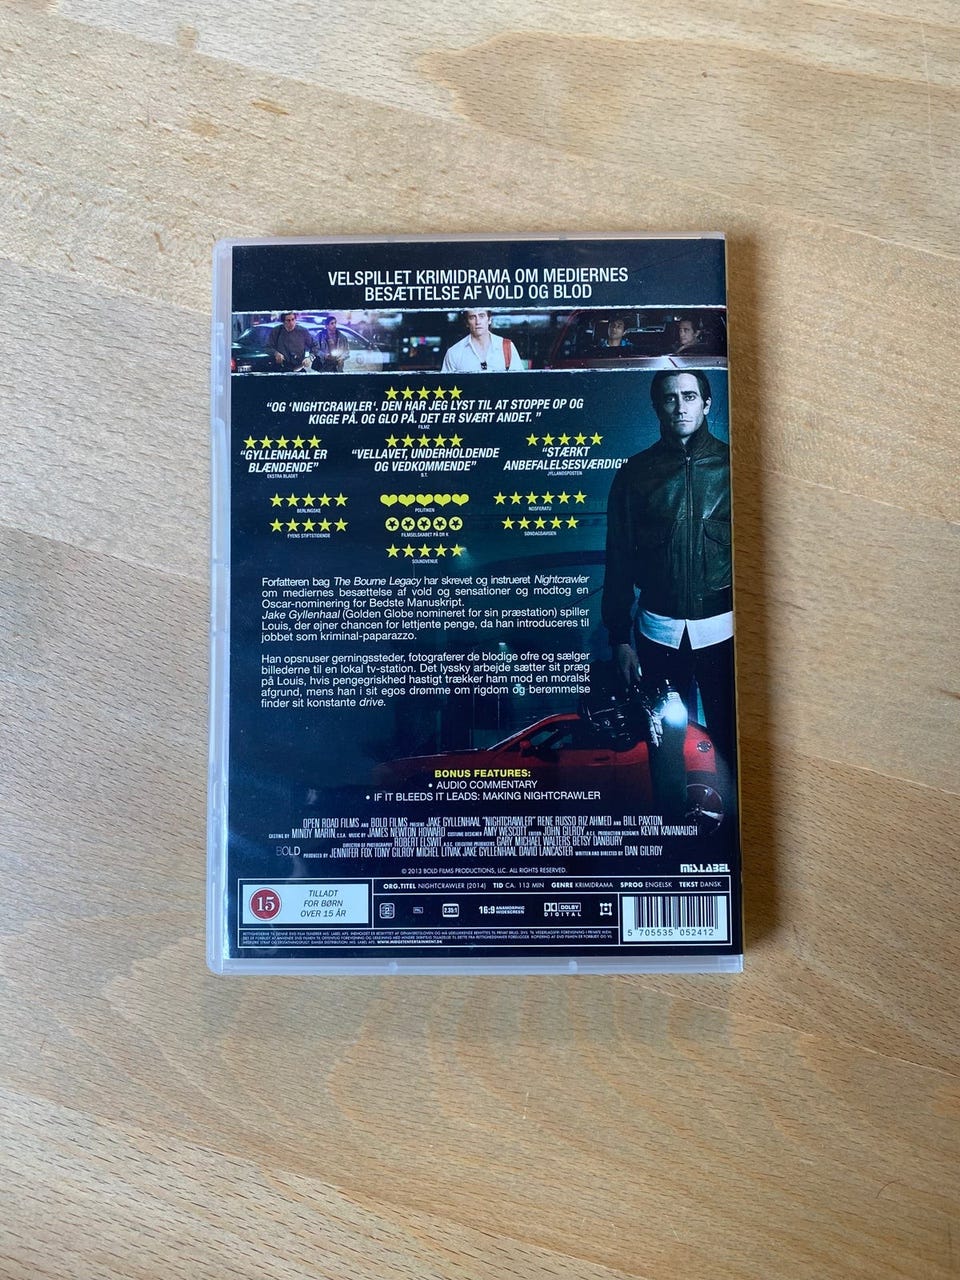 VELSPILLET KRIMIDRAMA OM MEDIERNES
BESÆTTELSE AF VOLD OG BLOD
“OG ‘NIGHTCRAWLER‘. DEN HAR JEG LYST TIL AT STOPPE OP OG
KIGGE PÅ. OG GLO PÅ. DET ER SVÆRT ANDET. ”
FILMZ
“GYLLENHAAL ER
BLÆNDENDE”
EKSTRA BLADET
“VELLAVET, UNDERHOLDENDE
OG VEDKOMMENDE”
B.T.
“STÆRKT
ANBEFALELSESVÆRDIG”
JYLLANDSPOSTEN
BERLINGSKE
POLITIKEN
NOSFERATU
FYENS STIFTSTIDENDE
FILMSELSKABET PÅ DR K
SØNDAGSAVISEN
SOUNDVENUE
Forfatteren bag The Bourne Legacy har skrevet og instrueret Nightcrawler
om mediernes besættelse af vold og sensationer og modtog en
Oscar-nominering for Bedste Manuskript.
Jake Gyllenhaal (Golden Globe nomineret for sin præstation) spiller
Louis, der øjner chancen for lettjente penge, da han introduceres til
jobbet som kriminal-paparazzo.
Han opsnuser gerningssteder, fotograferer de blodige ofre og sælger
billederne til en lokal tv-station. Det lyssky arbejde sætter sit præg
på Louis, hvis pengegriskhed hastigt trækker ham mod en moralsk
afgrund, mens han i sit egos drømme om rigdom og berømmelse
finder sit konstante drive.
BONUS FEATURES:
• AUDIO COMMENTARY
• IF IT BLEEDS IT LEADS: MAKING NIGHTCRAWLER
OPEN ROAD FILMS AND BOLD FILMS PRESENT JAKE GYLLENHAAL "NIGHTCRAWLER" RENE RUSSO RIZ AHMED AND BILL PAXTON
CASTING BY MINDY MARIN, C.S.A. MUSIC BY JAMES NEWTON HOWARD COSTUME DESIGNER AMY WESCOTT EDITOR JOHN GILROY, A.C.E. PRODUCTION DESIGNER KEVIN KAVANAUGH
DIRECTOR OF PHOTOGRAPHY ROBERT ELSWIT, A.S.C. EXECUTIVE PRODUCERS GARY MICHAEL WALTERS BETSY DANBURY
BOLD
PRODUCED BY JENNIFER FOX TONY GILROY MICHEL LITVAK JAKE GYLLENHAAL DAVID LANCASTER WRITTEN AND DIRECTED BY DAN GILROY
© 2013 BOLD FILMS PRODUCTIONS, LLC. ALL RIGHTS RESERVED.
MIS.LABEL
15
TILLADT
FOR BØRN
OVER 15 ÅR
ORG.TITEL NIGHTCRAWLER (2014) TID CA. 113 MIN GENRE KRIMIDRAMA SPROG ENGELSK TEKST DANSK
2
PAL
2.35:1
16:9 ANAMORPHIC
WIDESCREEN
DOLBY
DIGITAL
5 705535 052412
WWW.MIDGETENTERTAINMENT.DK